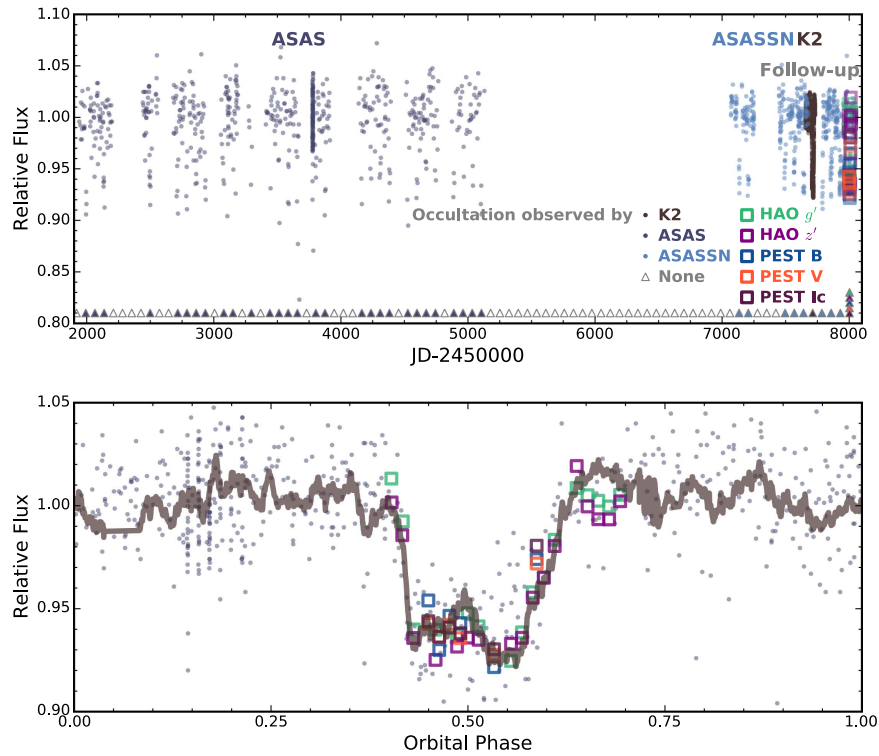 1.10
ASAS ASASSN K2
1.05
Follow-up
1.00
0.95
Relative Flux
0.90
Occultation observed by • K2 HAO g′
• ASAS HAO z′
• ASASSN PEST B
0.85
△ None PEST V
PEST Ic
0.80
2000 3000 4000 5000 6000 7000 8000
JD-2450000
1.05
1.00
Relative Flux
0.95
0.90
0.00 0.25 0.50 0.75 1.00
Orbital Phase